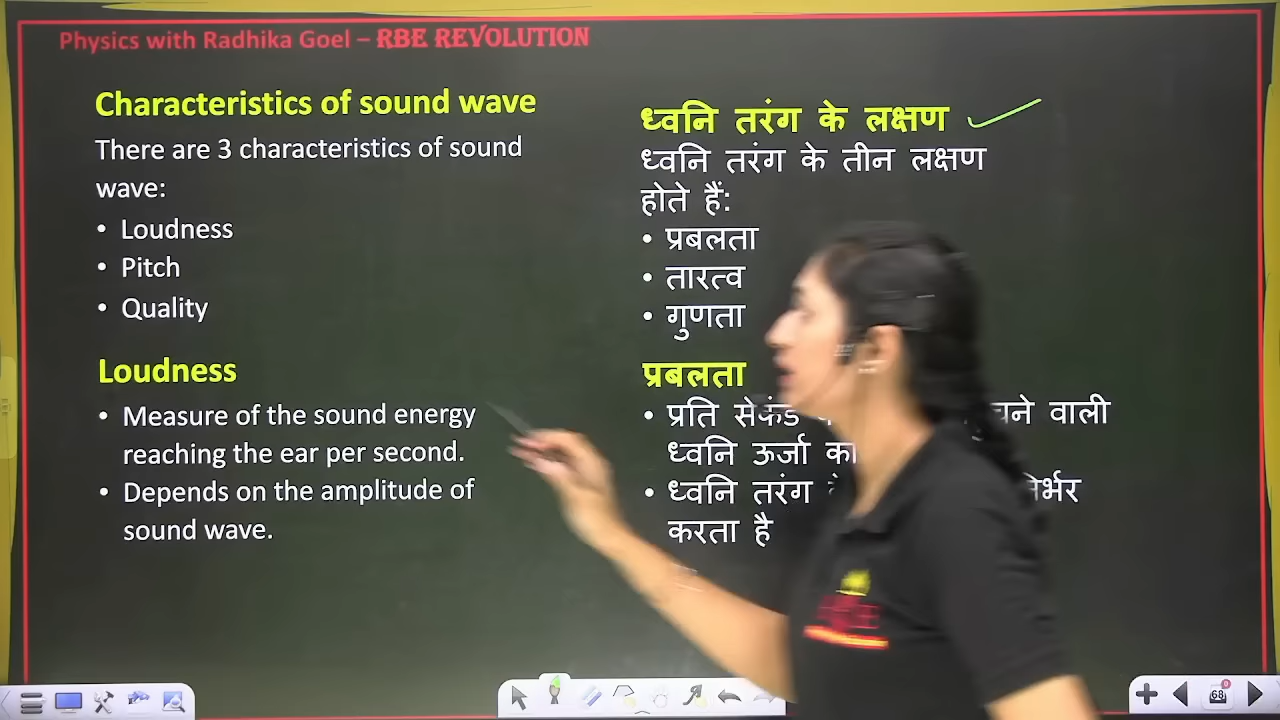 Physics with Radhika Goel – RBE REVOLUTION
Characteristics of sound wave
There are 3 characteristics of sound
wave:
• Loudness
• Pitch
• Quality
Loudness
• Measure of the sound energy
reaching the ear per second.
• Depends on the amplitude of
sound wave.
ध्वनि तरंग के लक्षण
ध्वनि तरंग के तीन लक्षण
होते हैं:
• प्रबलता
• तारत्व
• गुणता
प्रबलता
• प्रति सेकंड वाली
ध्वनि ऊर्जा
• ध्वनि तरंग
करता है
68